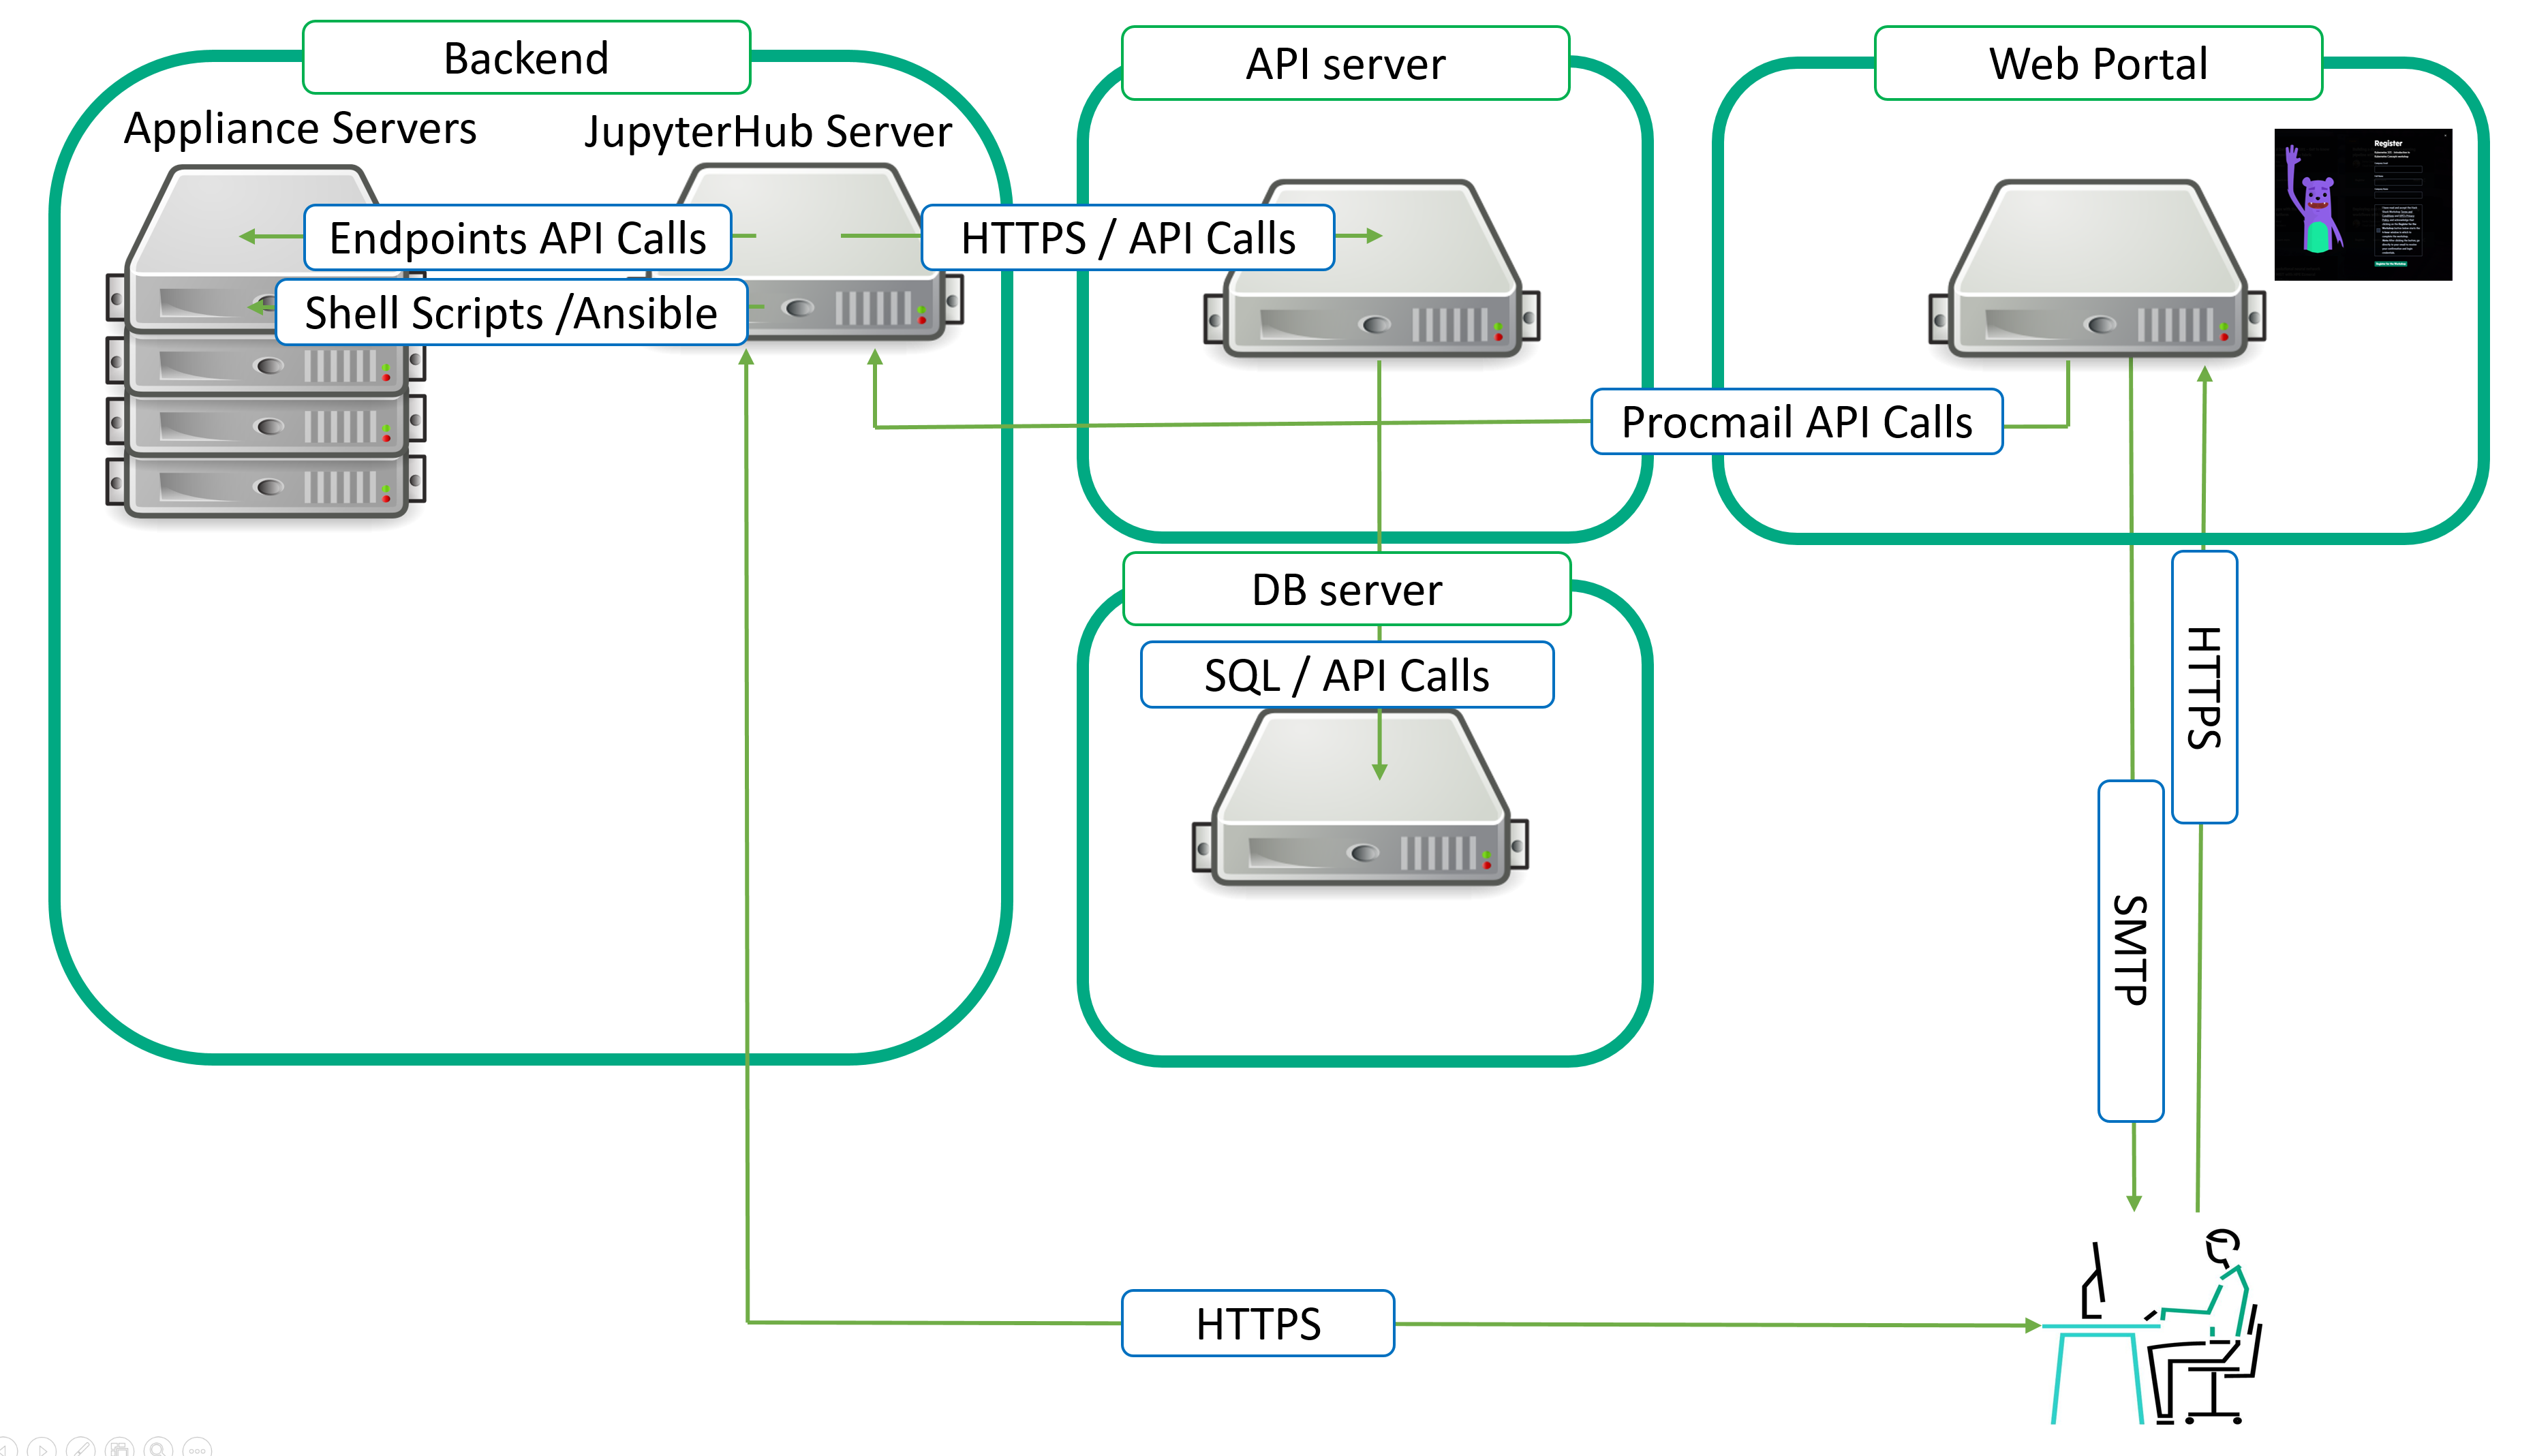 Backend
API server
Web Portal
Appliance Servers
JupyterHub Server
Register
Endpoints API Calls
HTTPS / API Calls
Shell Scripts /Ansible
Procmail API Calls
DB server
SQL / API Calls
HTTPS
SMTP
HTTPS